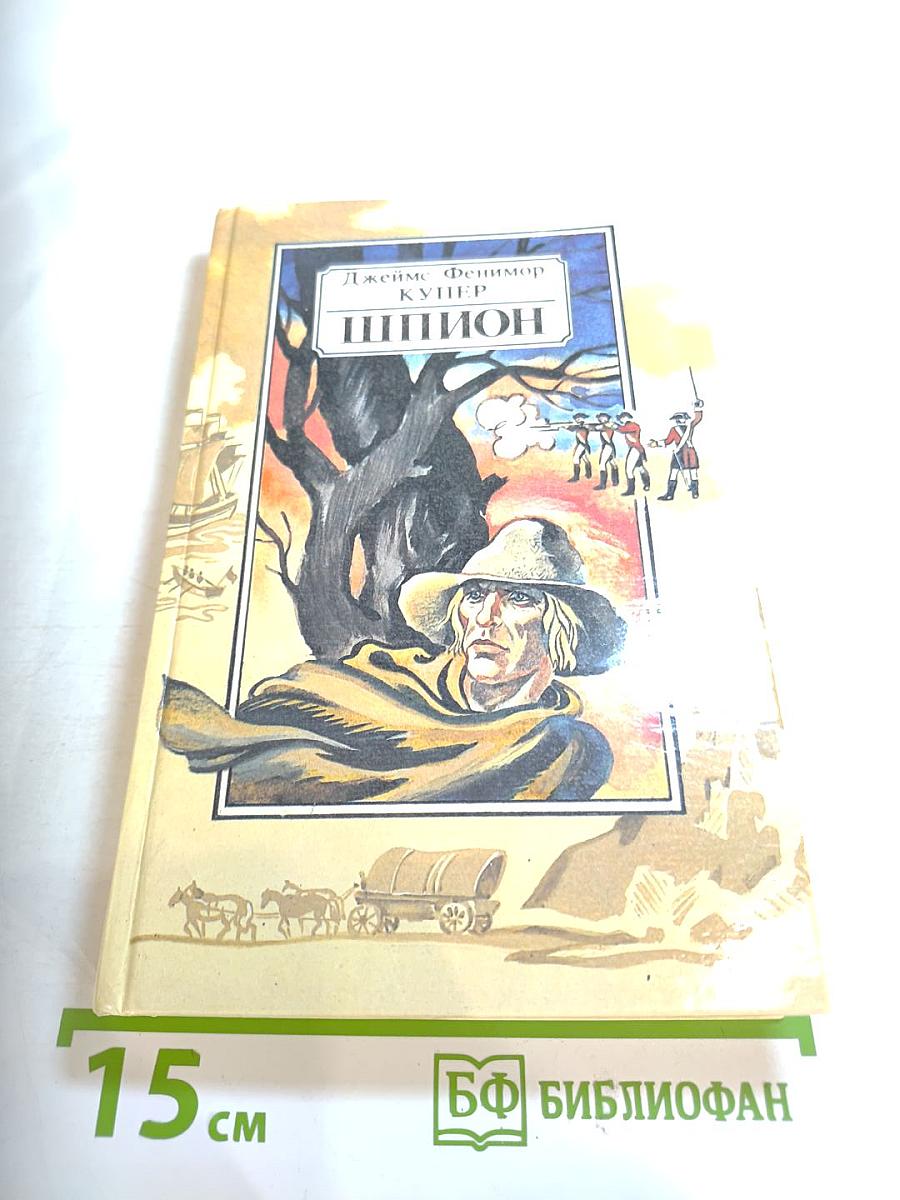 Джеймс Фенимор
КУПЕР
ШПИОН
15 см
БФ БИБЛИОФАН